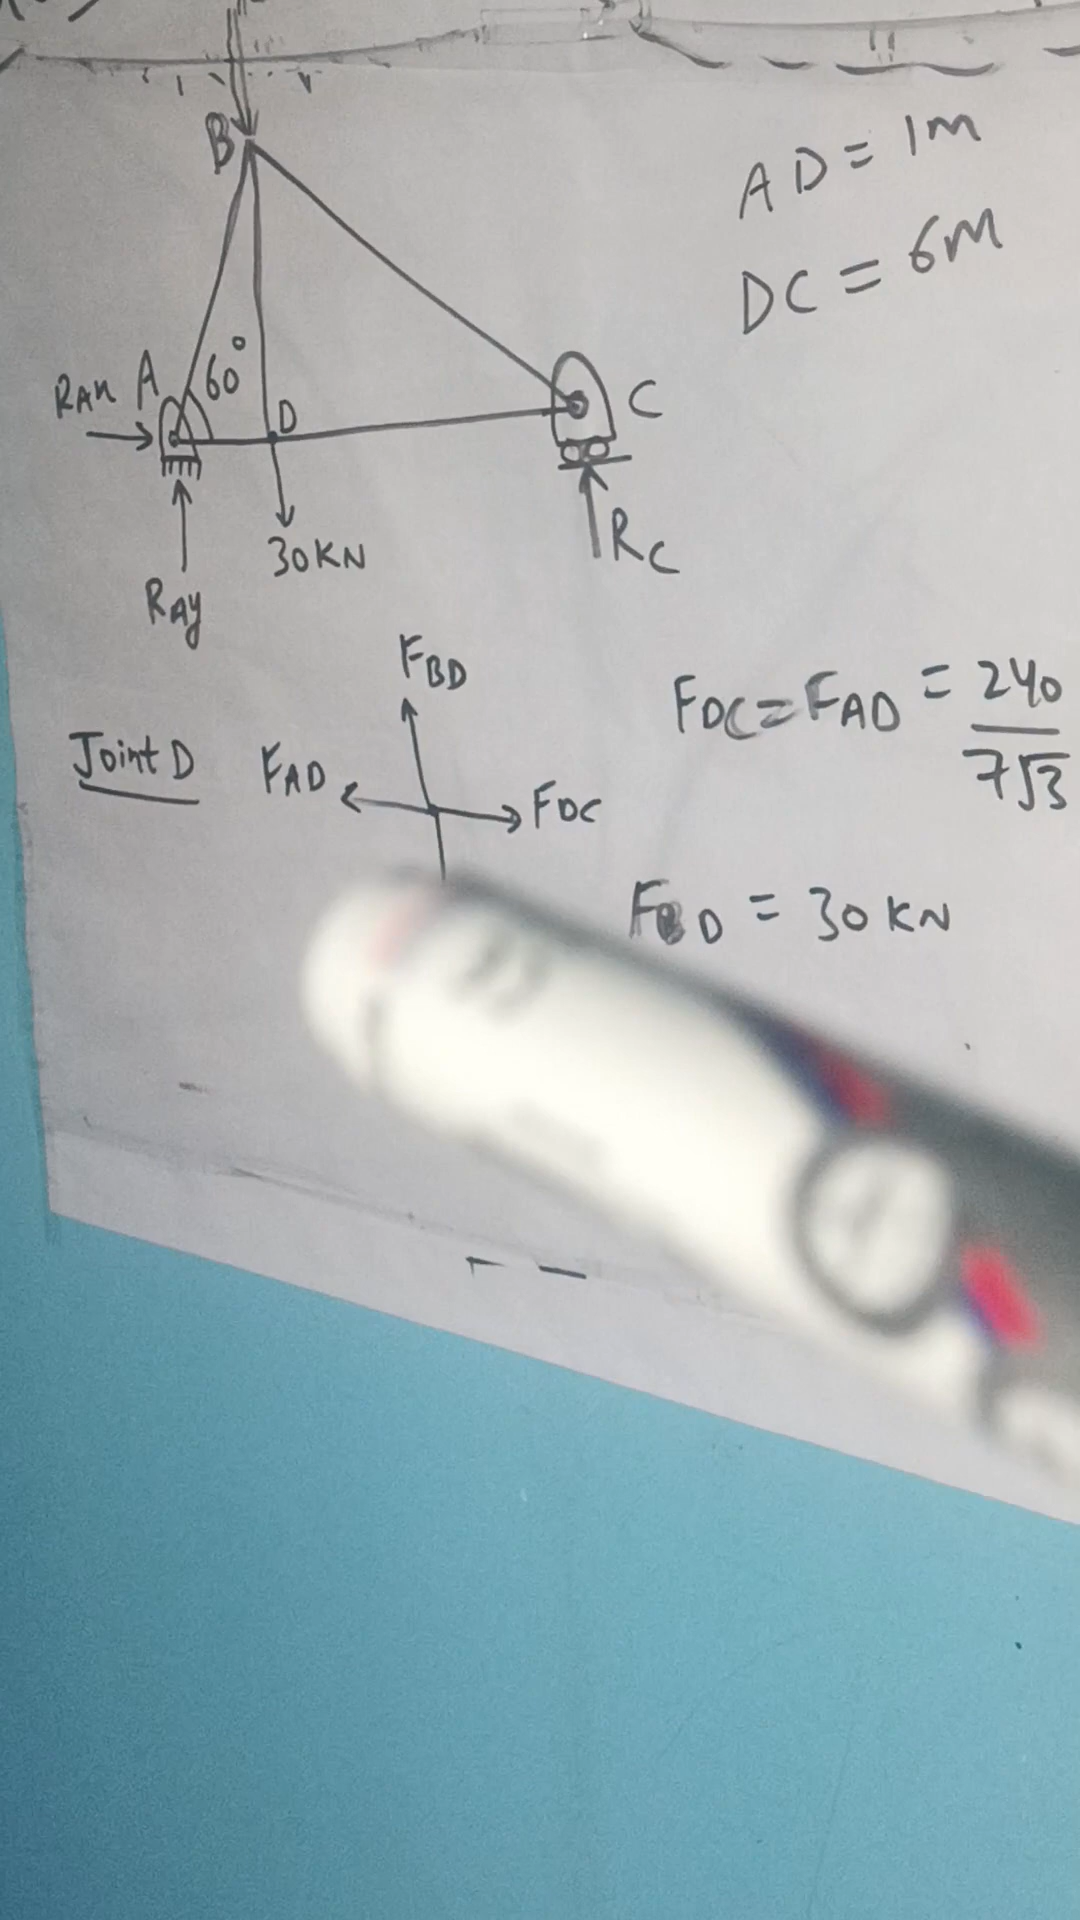 B
AD = 1m
DC = 6m
RAx A 60°
D
C
30KN
RC
RAy
FBD
FDC = FAD = 240
7√3
Joint D
FAD
FDC
FBD = 30 KN